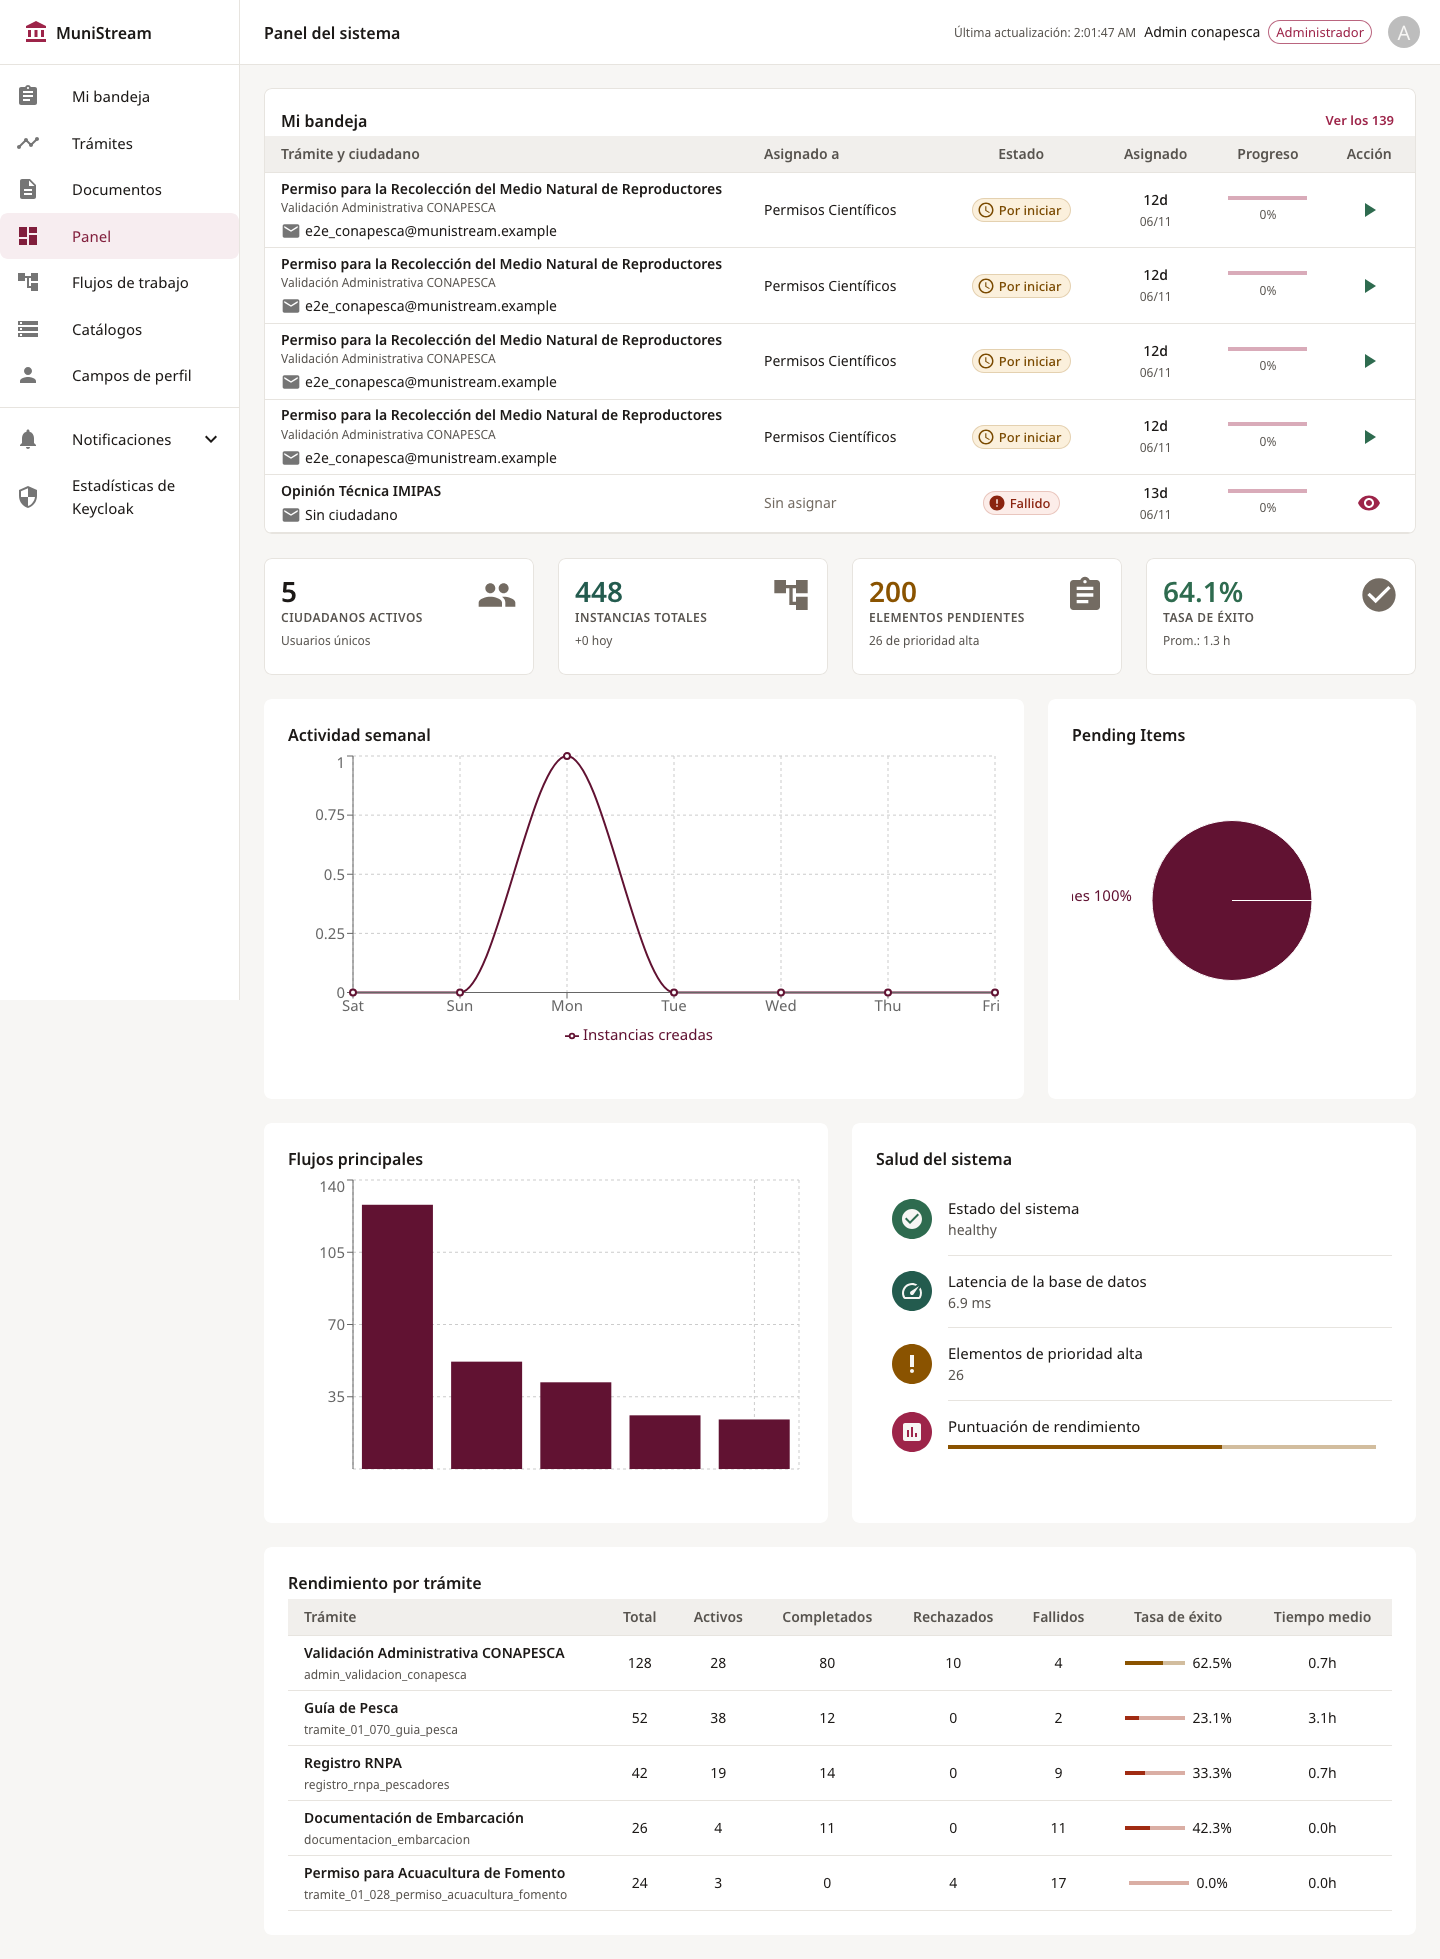 MuniStream
Panel del sistema
Última actualización: 2:01:47 AM
Admin conapesca
Administrador
A
Mi bandeja
Trámites
Documentos
Panel
Flujos de trabajo
Catálogos
Campos de perfil
Notificaciones
Estadísticas de
Keycloak
Mi bandeja
Ver los 139
Trámite y ciudadano Asignado a Estado Asignado Progreso Acción
Permiso para la Recolección del Medio Natural de Reproductores
Validación Administrativa CONAPESCA
e2e_conapesca@munistream.example
Permisos Científicos
Por iniciar
12d
06/11
0%
Permiso para la Recolección del Medio Natural de Reproductores
Validación Administrativa CONAPESCA
e2e_conapesca@munistream.example
Permisos Científicos
Por iniciar
12d
06/11
0%
Permiso para la Recolección del Medio Natural de Reproductores
Validación Administrativa CONAPESCA
e2e_conapesca@munistream.example
Permisos Científicos
Por iniciar
12d
06/11
0%
Permiso para la Recolección del Medio Natural de Reproductores
Validación Administrativa CONAPESCA
e2e_conapesca@munistream.example
Permisos Científicos
Por iniciar
12d
06/11
0%
Opinión Técnica IMIPAS
Sin ciudadano
Sin asignar
Fallido
13d
06/11
0%
5
CIUDADANOS ACTIVOS
Usuarios únicos
448
INSTANCIAS TOTALES
+0 hoy
200
ELEMENTOS PENDIENTES
26 de prioridad alta
64.1%
TASA DE ÉXITO
Prom.: 1.3 h
Actividad semanal
1
0.75
0.5
0.25
0
Sat Sun Mon Tue Wed Thu Fri
Instancias creadas
Pending Items
nes 100%
Flujos principales
140
105
70
35
Salud del sistema
Estado del sistema
healthy
Latencia de la base de datos
6.9 ms
Elementos de prioridad alta
26
Puntuación de rendimiento
Rendimiento por trámite
Trámite Total Activos Completados Rechazados Fallidos Tasa de éxito Tiempo medio
Validación Administrativa CONAPESCA
admin_validacion_conapesca
128 28 80 10 4 62.5% 0.7h
Guía de Pesca
tramite_01_070_guia_pesca
52 38 12 0 2 23.1% 3.1h
Registro RNPA
registro_rnpa_pescadores
42 19 14 0 9 33.3% 0.7h
Documentación de Embarcación
documentacion_embarcacion
26 4 11 0 11 42.3% 0.0h
Permiso para Acuacultura de Fomento
tramite_01_028_permiso_acuacultura_fomento
24 3 0 4 17 0.0% 0.0h